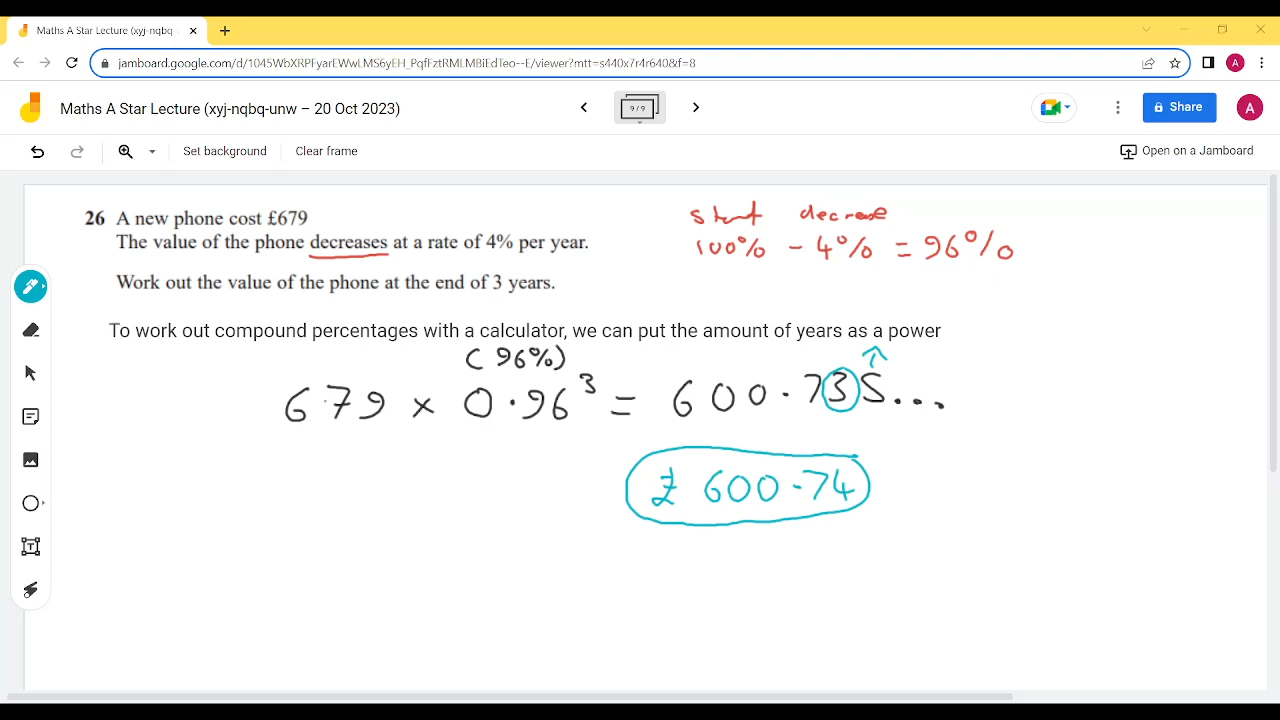 Maths A Star Lecture (xyj-nqbq
jamboard.google.com/d/1045WbXRPFyarEWwLMS6yEH_PqfFztRMLMBiEdTeo--E/viewer?mtt=s440x7r4r640&f=8
A
Maths A Star Lecture (xyj-nqbq-unw – 20 Oct 2023)
9/9
Share
A
Set background
Clear frame
Open on a Jamboard
26 A new phone cost £679
The value of the phone decreases at a rate of 4% per year.
Work out the value of the phone at the end of 3 years.
start decrease
100% - 4% = 96%
To work out compound percentages with a calculator, we can put the amount of years as a power
(96%)
679 × 0.96³ = 600.735...
£ 600.74